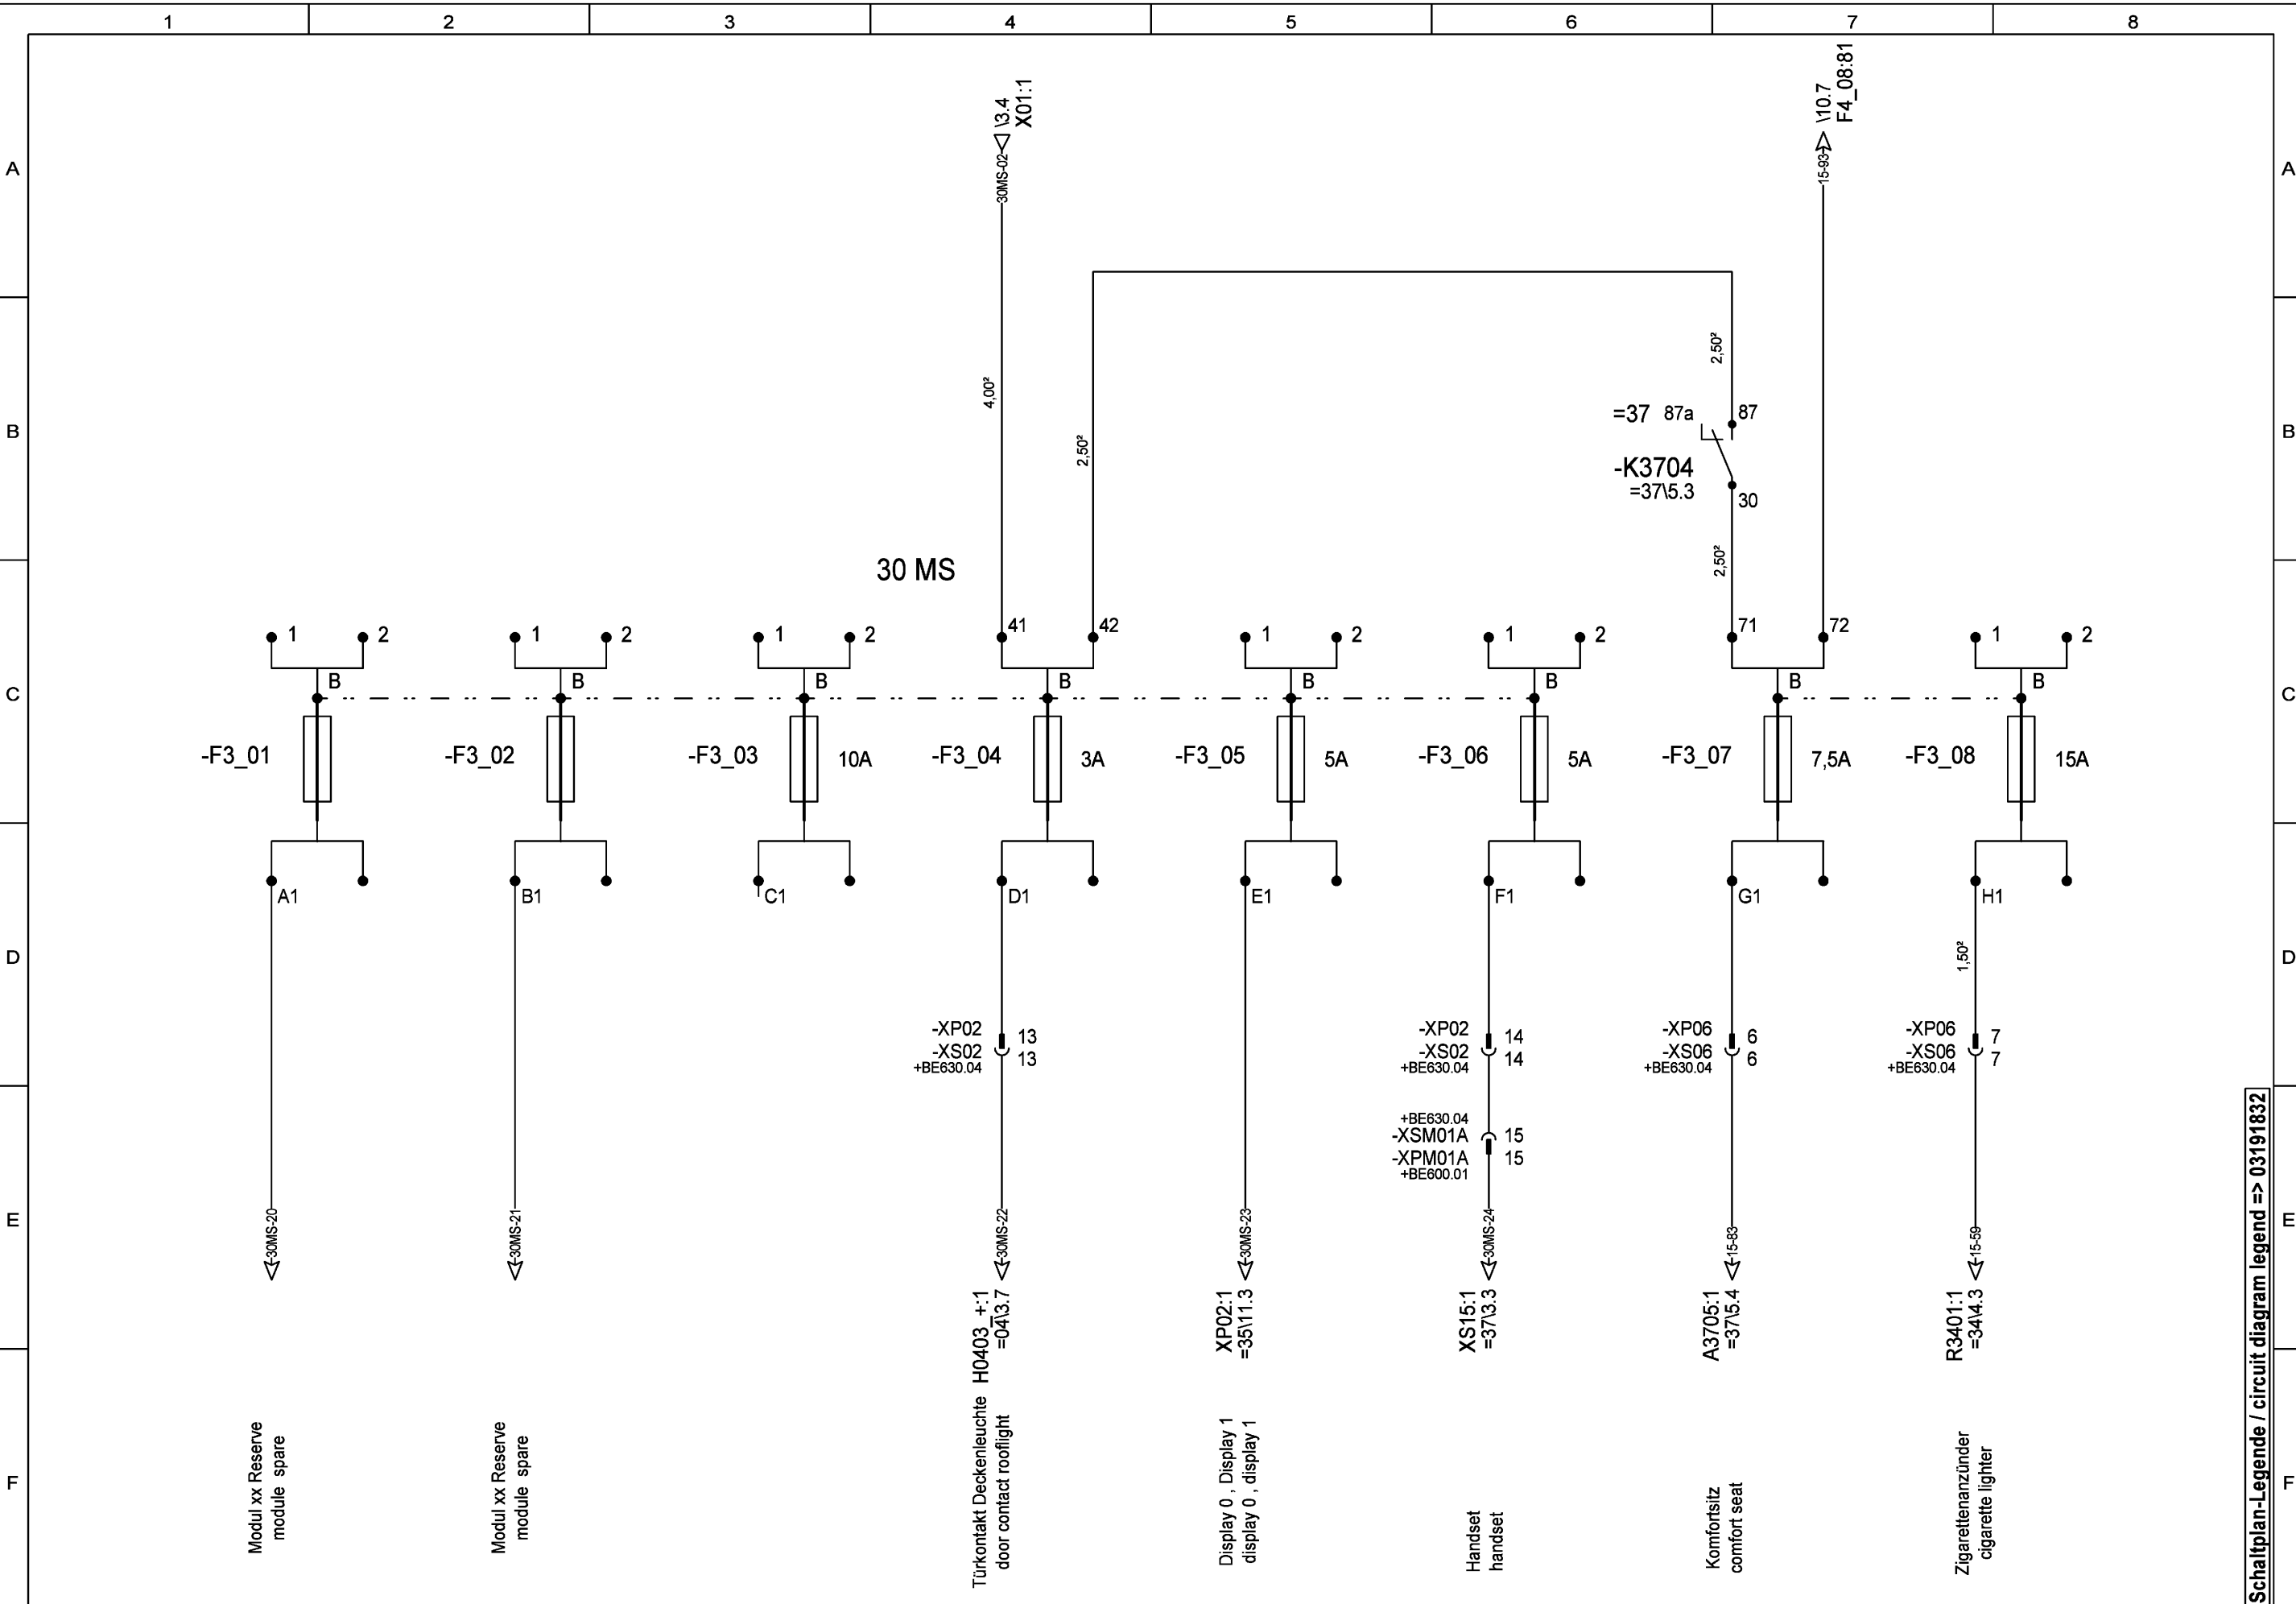 1 2 3 4 5 6 7 8
A A
B B
C C
D D
E E
F F
\3.4
X01:1
30MS-02
\10.7
F4_08:81
15-93
4,00²
2,50²
2,50²
=37 87a 87
-K3704
=37\5.3
30
2,50²
30 MS
1 2 1 2 1 2 41 42 1 2 1 2 71 72 1 2
B B B B B B B B
-F3_01 -F3_02 -F3_03 10A -F3_04 3A -F3_05 5A -F3_06 5A -F3_07 7,5A -F3_08 15A
A1 B1 C1 D1 E1 F1 G1 H1
1,50²
-XP02 13
-XS02 13
+BE630.04
-XP02 14
-XS02 14
+BE630.04
+BE630.04
-XSM01A 15
-XPM01A 15
+BE600.01
-XP06 6
-XS06 6
+BE630.04
-XP06 7
-XS06 7
+BE630.04
30MS-20
30MS-21
30MS-22
30MS-23
30MS-24
15-83
15-59
H0403_+:1
=04\3.7
XP02:1
=35\11.3
XS15:1
=37\3.3
A3705:1
=37\5.4
R3401:1
=34\4.3
Modul xx Reserve
module spare
Modul xx Reserve
module spare
Türkontakt Deckenleuchte
door contact rooflight
Display 0 , Display 1
display 0 , display 1
Handset
handset
Komfortsitz
comfort seat
Zigarettenanzünder
cigarette lighter
Schaltplan-Legende / circuit diagram legend => 03191832